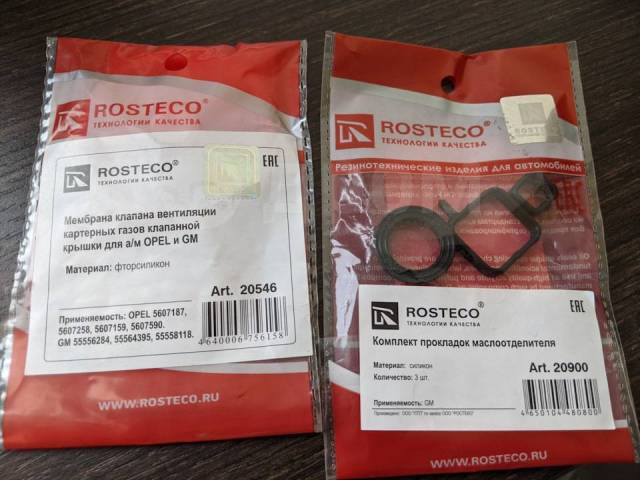 ROSTECO®
ТЕХНОЛОГИИ КАЧЕСТВА
ROSTECO®
ТЕХНОЛОГИИ КАЧЕСТВА
EAC
Мембрана клапана вентиляции
картерных газов клапанной
крышки для а/м OPEL и GM
Материал: фторсиликон
Art. 20546
Применяемость: OPEL 5607187,
5607258, 5607159, 5607590.
GM 55556284, 55564395, 55558118.
4640006756158
WWW.ROSTECO.RU
ROSTECO®
ТЕХНОЛОГИИ КАЧЕСТВА
Резинотехнические изделия для автомобилей
ROSTECO®
ТЕХНОЛОГИИ КАЧЕСТВА
EAC
Комплект прокладок маслоотделителя
Материал: силикон
Количество: 3 шт.
Art. 20900
Применяемость: GM
4650104480800
WWW.ROSTECO.RU